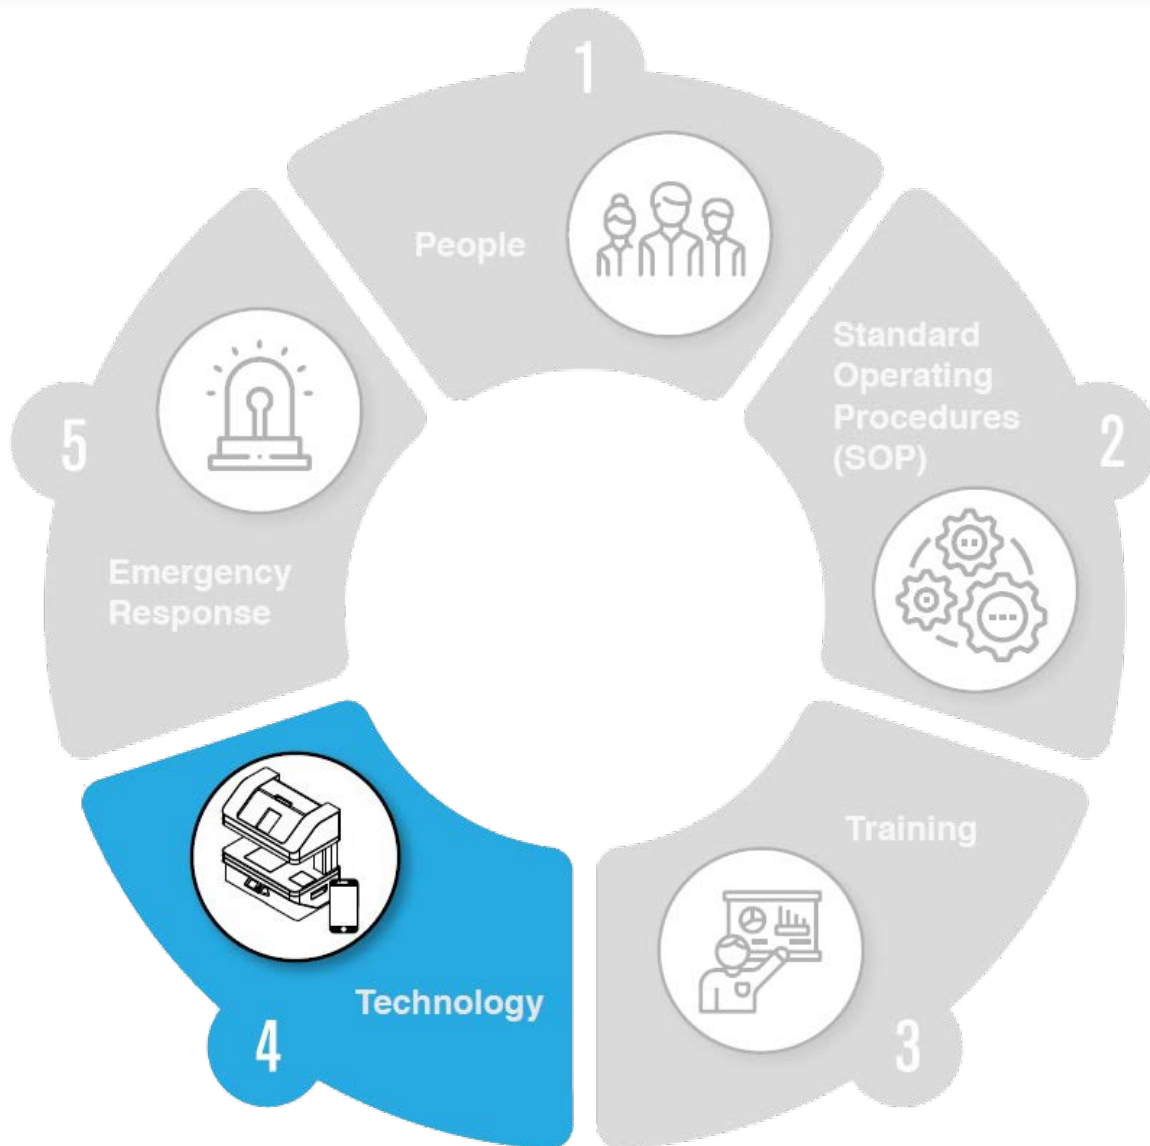 1
People
Standard
Operating
Procedures
(SOP)
2
Training
3
Technology
4
Emergency
Response
5